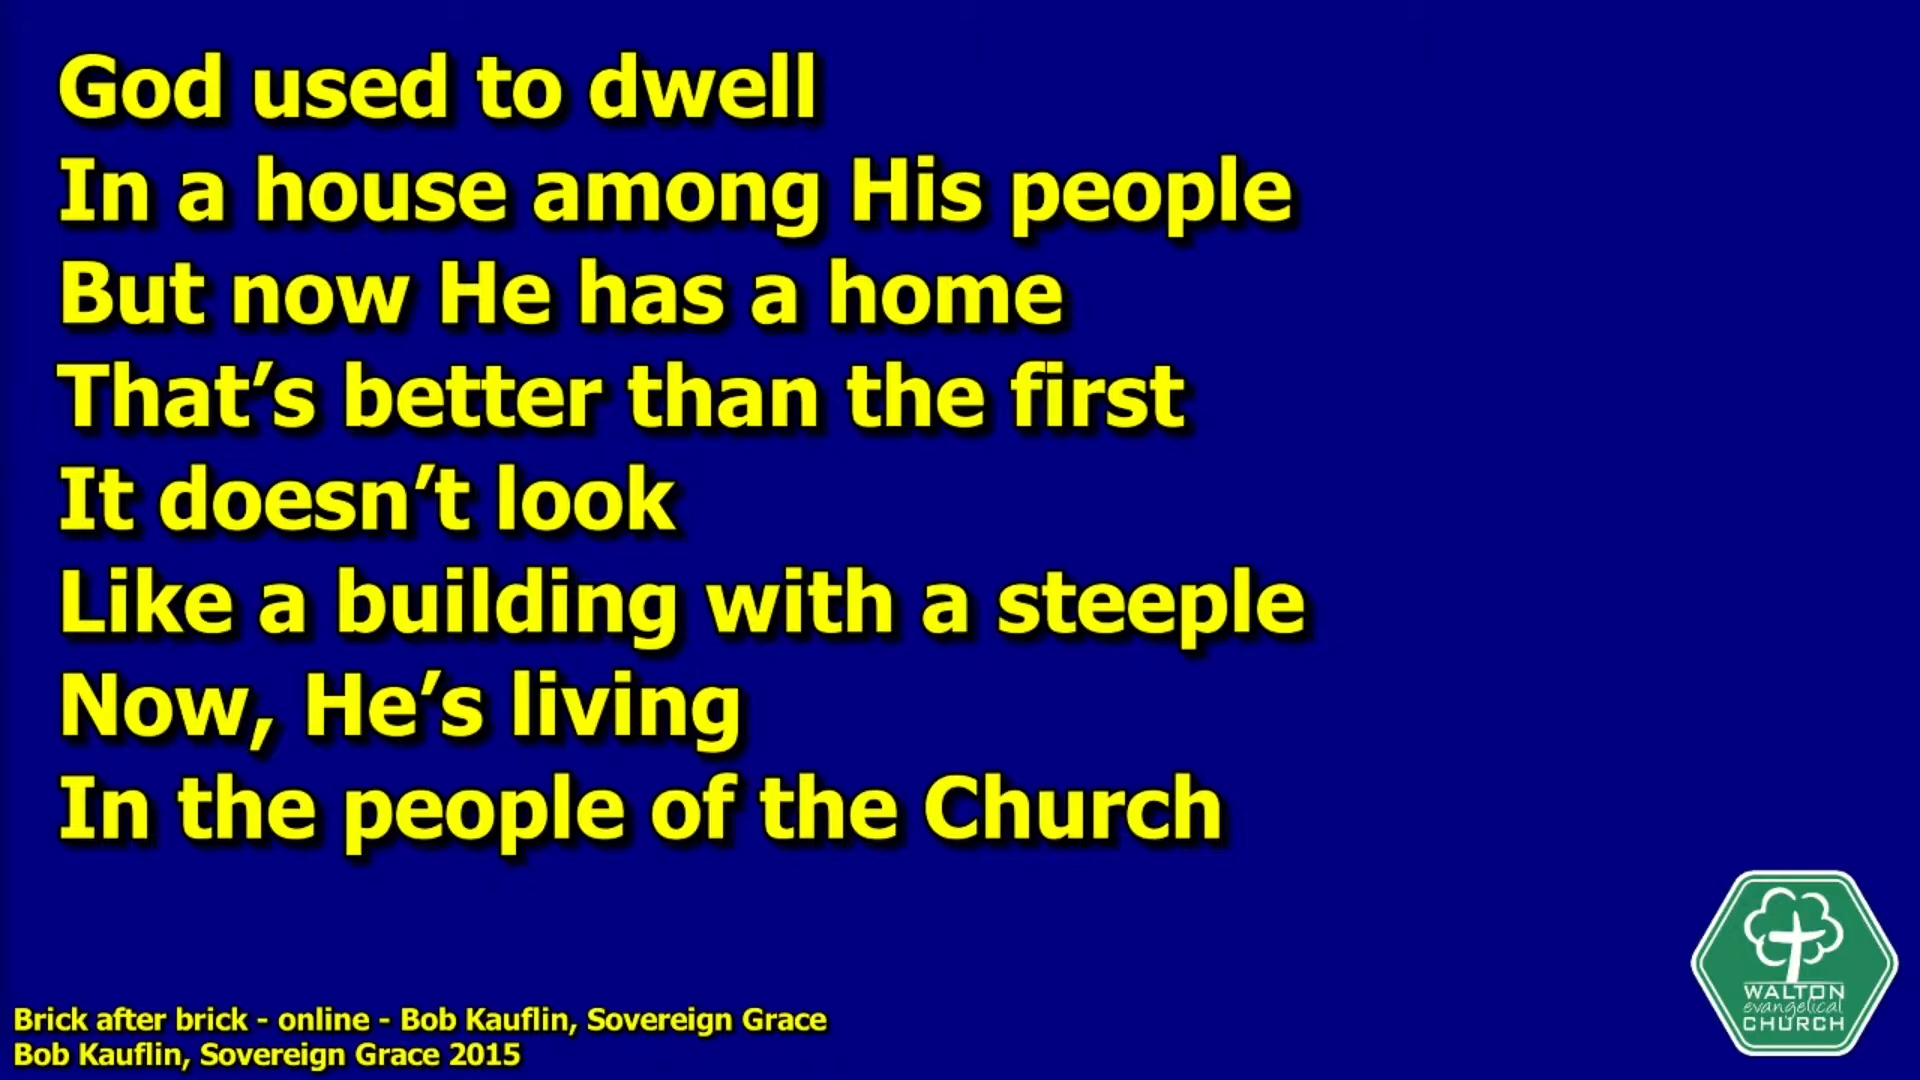 God used to dwell
In a house among His people
But now He has a home
That’s better than the first
It doesn’t look
Like a building with a steeple
Now, He’s living
In the people of the Church
Brick after brick - online - Bob Kauflin, Sovereign Grace
Bob Kauflin, Sovereign Grace 2015
WALTON
evangelical
CHURCH